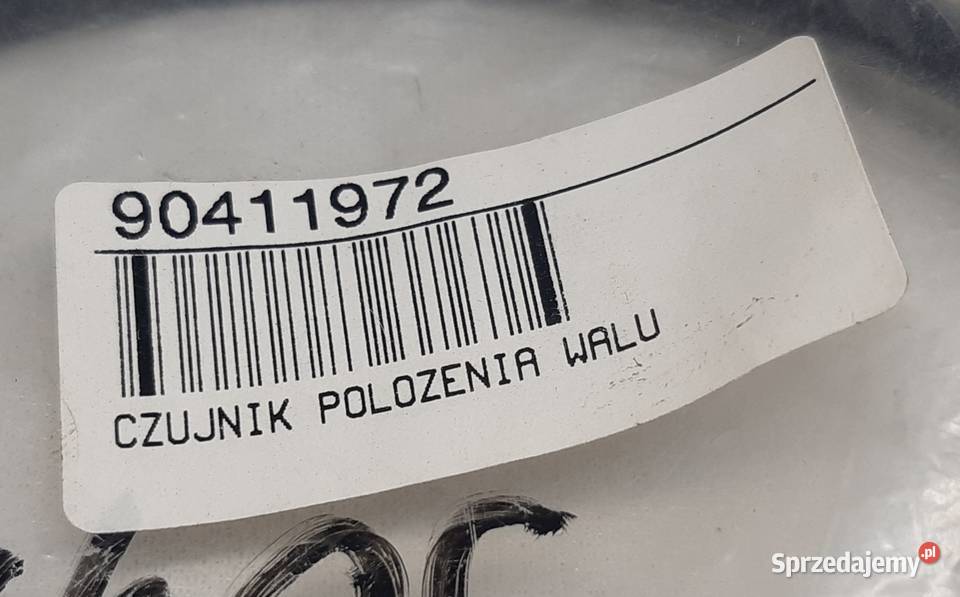 90411972
CZUJNIK POLOZENIA WALU
Sprzedajemy.pl